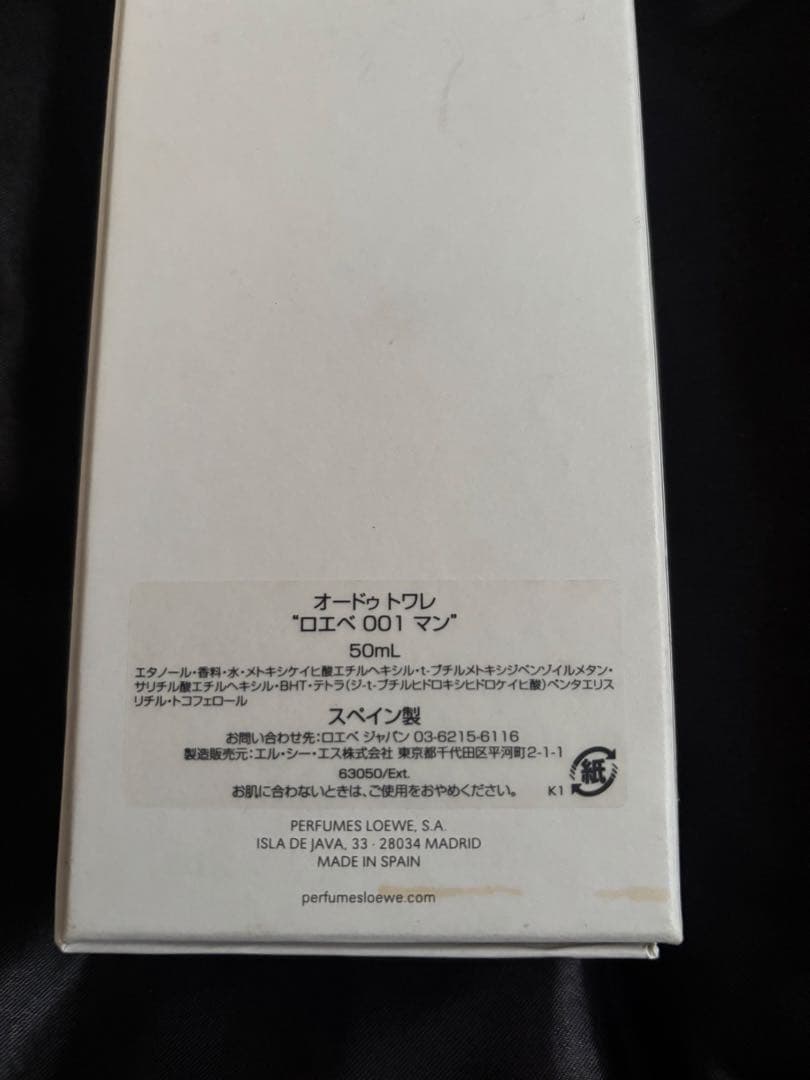 オードゥ トワレ
"ロエベ 001 マン"
50mL
エタノール・香料・水・メトキシケイヒ酸エチルヘキシル・t-ブチルメトキシジベンゾイルメタン・
サリチル酸エチルヘキシル・BHT・テトラ(ジ-t-ブチルヒドロキシヒドロケイヒ酸)ペンタエリス
リチル・トコフェロール
スペイン製
お問い合わせ先:ロエベ ジャパン 03-6215-6116
製造販売元:エル・シー・エス株式会社 東京都千代田区平河町2-1-1
63050/Ext.
お肌に合わないときは、ご使用をおやめください。
K1
紙
PERFUMES LOEWE, S.A.
ISLA DE JAVA, 33 · 28034 MADRID
MADE IN SPAIN
perfumesloewe.com